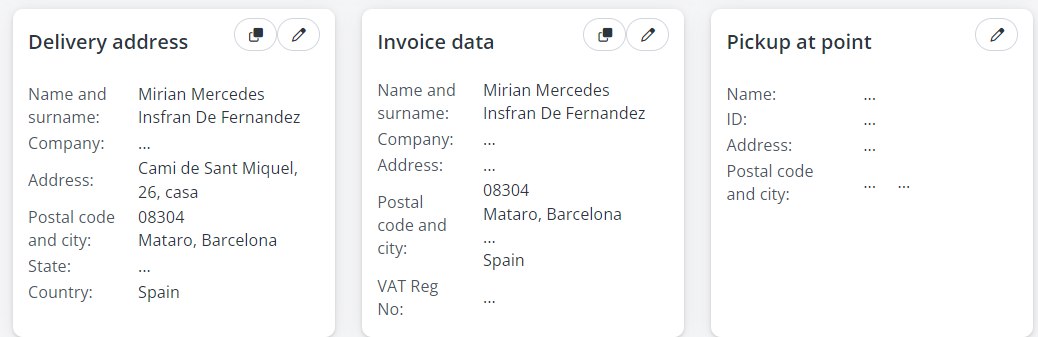 Delivery address
Name and Mirian Mercedes
surname: Insfran De Fernandez
Company: ...
Cami de Sant Miquel,
Address:
26, casa
Postal code 08304
and city: Mataro, Barcelona
State: ...
Country: Spain
Invoice data
Name and Mirian Mercedes
surname: Insfran De Fernandez
Company: ...
Address: ...
08304
Postal
Mataro, Barcelona
code and
...
city:
Spain
VAT Reg
...
No:
Pickup at point
Name: ...
ID: ...
Address: ...
Postal code
... ...
and city: